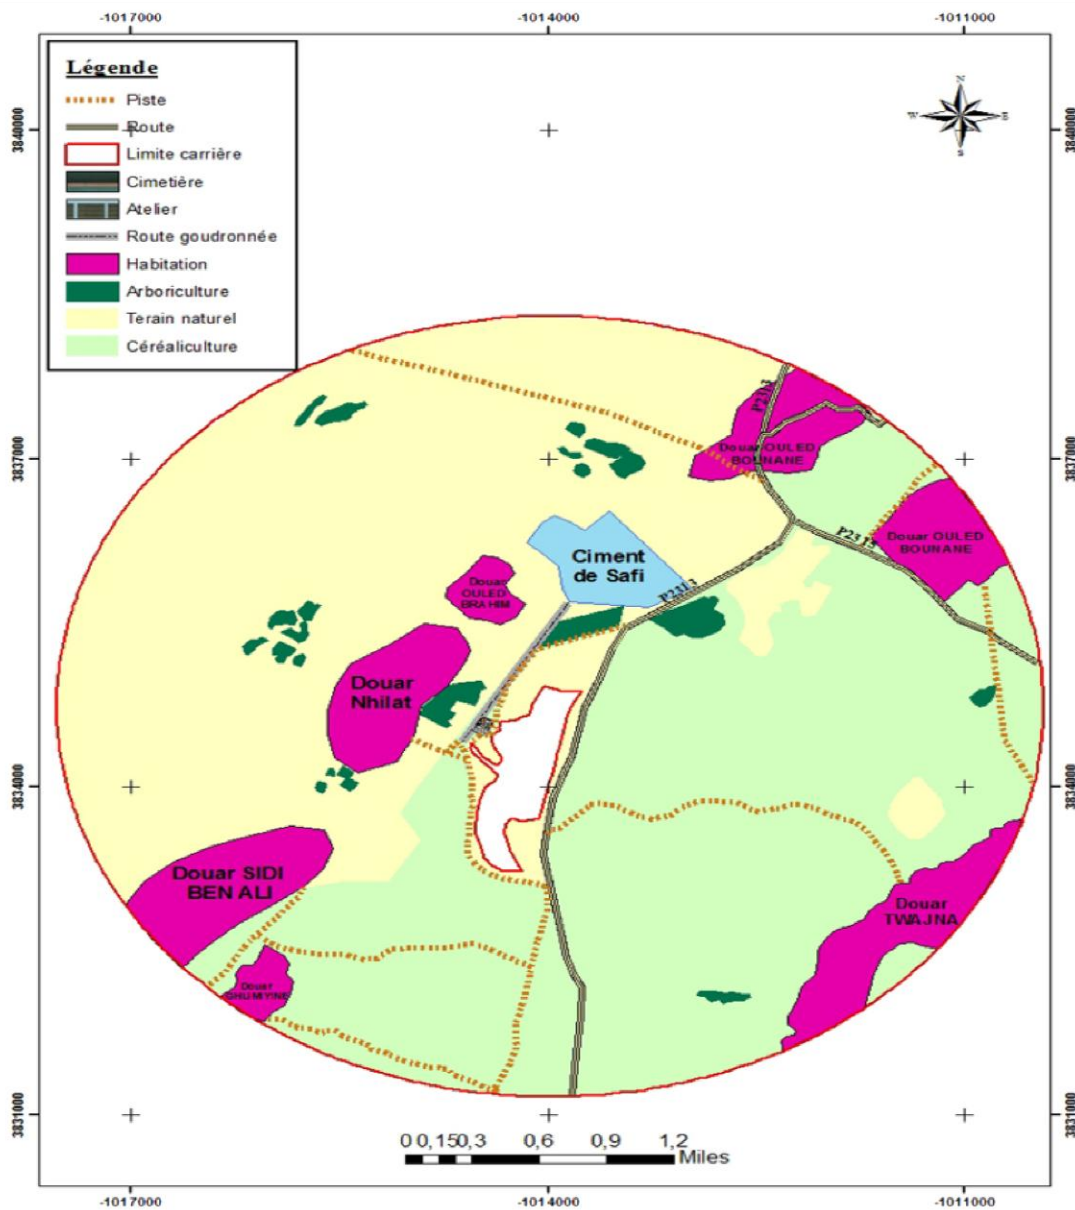 -1017000
-1014000
-1011000
3840000
3840000
Légende
Piste
Route
Limite carrière
Cimetière
Atelier
Route goudronnée
Habitation
Arboriculture
Terain naturel
Céréaliculture
N
W
E
S
3837000
3837000
Douar OULED
BOUNANE
P2313
Douar OULED
BOUNANE
Ciment
de Safi
P2313
Douar
OULED
BRAHIM
Douar
Nhilat
3834000
3834000
Douar SIDI
BEN ALI
Douar
TWAJNA
Douar
3831000
3831000
0 0,15 0,3 0,6 0,9 1,2
Miles
-1017000
-1014000
-1011000